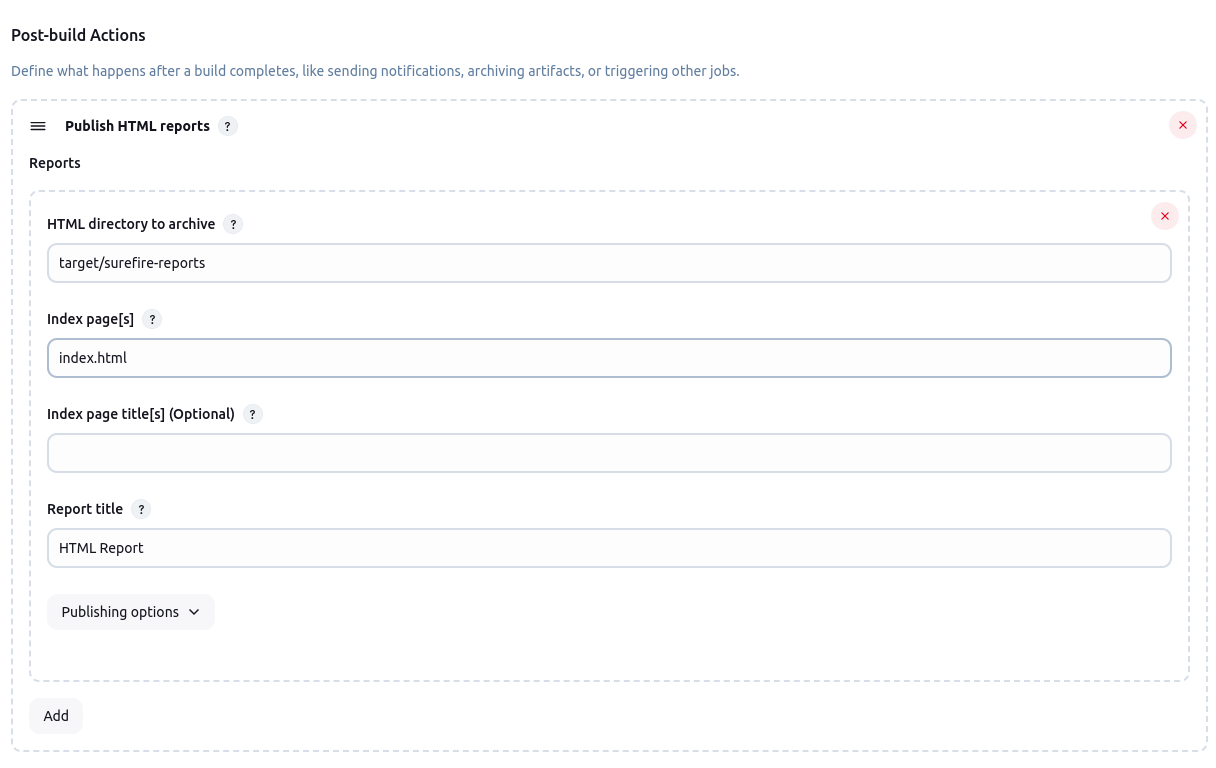 Post-build Actions
Define what happens after a build completes, like sending notifications, archiving artifacts, or triggering other jobs.
Publish HTML reports ?
Reports
HTML directory to archive ?
target/surefire-reports
Index page[s] ?
index.html
Index page title[s] (Optional) ?
Report title ?
HTML Report
Publishing options
Add